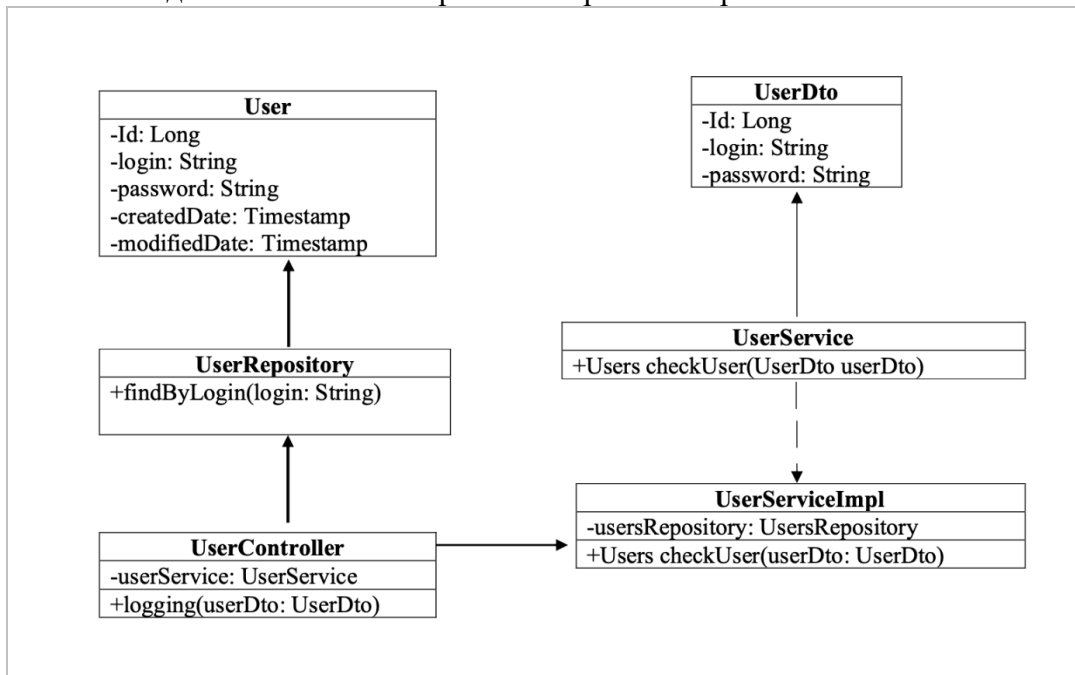 User
-Id: Long
-login: String
-password: String
-createdDate: Timestamp
-modifiedDate: Timestamp
UserDto
-Id: Long
-login: String
-password: String
UserRepository
+findByLogin(login: String)
UserService
+Users checkUser(UserDto userDto)
UserController
-userService: UserService
+logging(userDto: UserDto)
UserServiceImpl
-usersRepository: UsersRepository
+Users checkUser(userDto: UserDto)